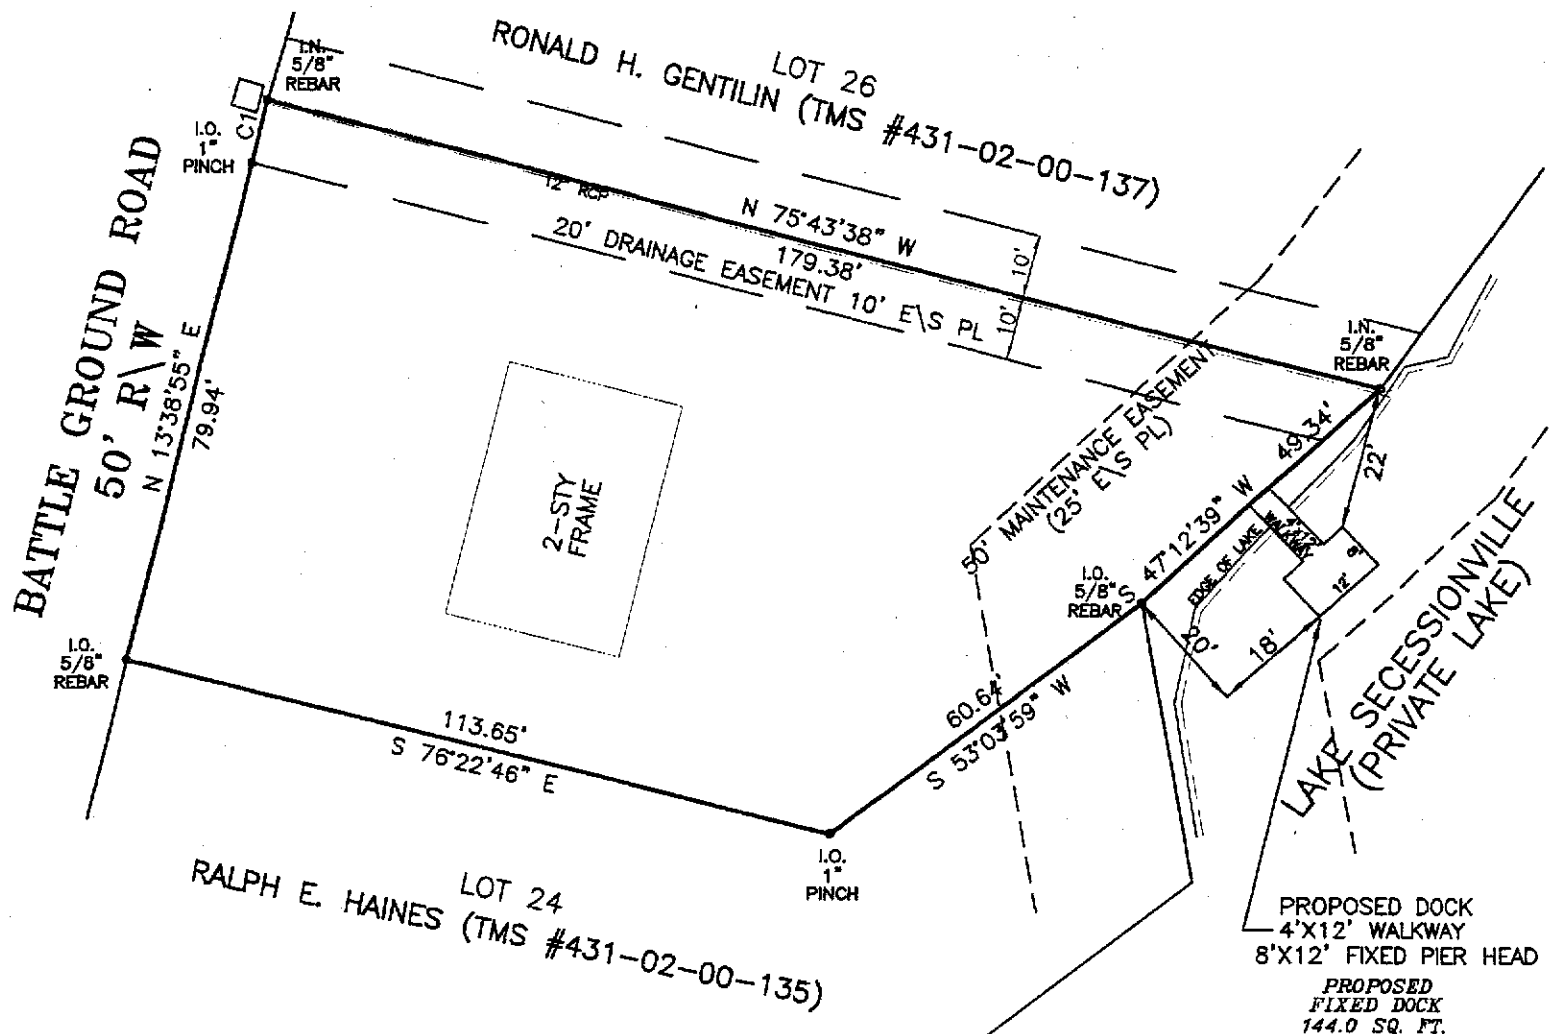 LOT 26
RONALD H. GENTILIN (TMS #431-02-00-137)
I.N.
5/8"
REBAR
C1
I.O.
1"
PINCH
12" RCP
N 75°43'38" W
179.38'
20' DRAINAGE EASEMENT 10' E\S PL
10'
10'
I.N.
5/8"
REBAR
BATTLE GROUND ROAD
50' R\W
N 13°38'55" E
79.94'
2-STY
FRAME
50' MAINTENANCE EASEMENT
(25' E\S PL)
49.34'
S 47°12'39" W
22'
EDGE OF LAKE
4'X12'
WALKWAY
8'
12'
I.O.
5/8"
REBAR
20'
18'
LAKE SECESSIONVILLE
(PRIVATE LAKE)
I.O.
5/8"
REBAR
60.64'
S 53°03'59" W
113.65'
S 76°22'46" E
I.O.
1"
PINCH
LOT 24
RALPH E. HAINES (TMS #431-02-00-135)
PROPOSED DOCK
4'X12' WALKWAY
8'X12' FIXED PIER HEAD
PROPOSED
FIXED DOCK
144.0 SQ. FT.